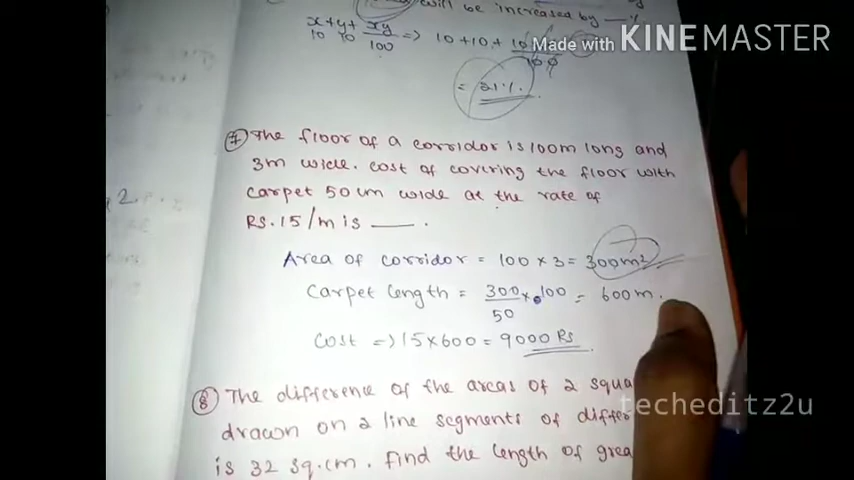 will be increased by — %
x+y+ xy/100 => 10+10+
10 10
Made with KINEMASTER
= 21%.
⑦ The floor of a corridor is 100m long and
3m wide. cost of covering the floor with
carpet 50 cm wide at the rate of
RS.15/m is —— .
Area of corridor = 100 × 3 = 300m2
Carpet length = 300/50 × 100 = 600m.
Cost => 15×600 = 9000 Rs
⑧ The difference of the areas of 2 squa
techeditz2u
drawn on 2 line segments of differ
is 32 sq.cm. Find the length of grea